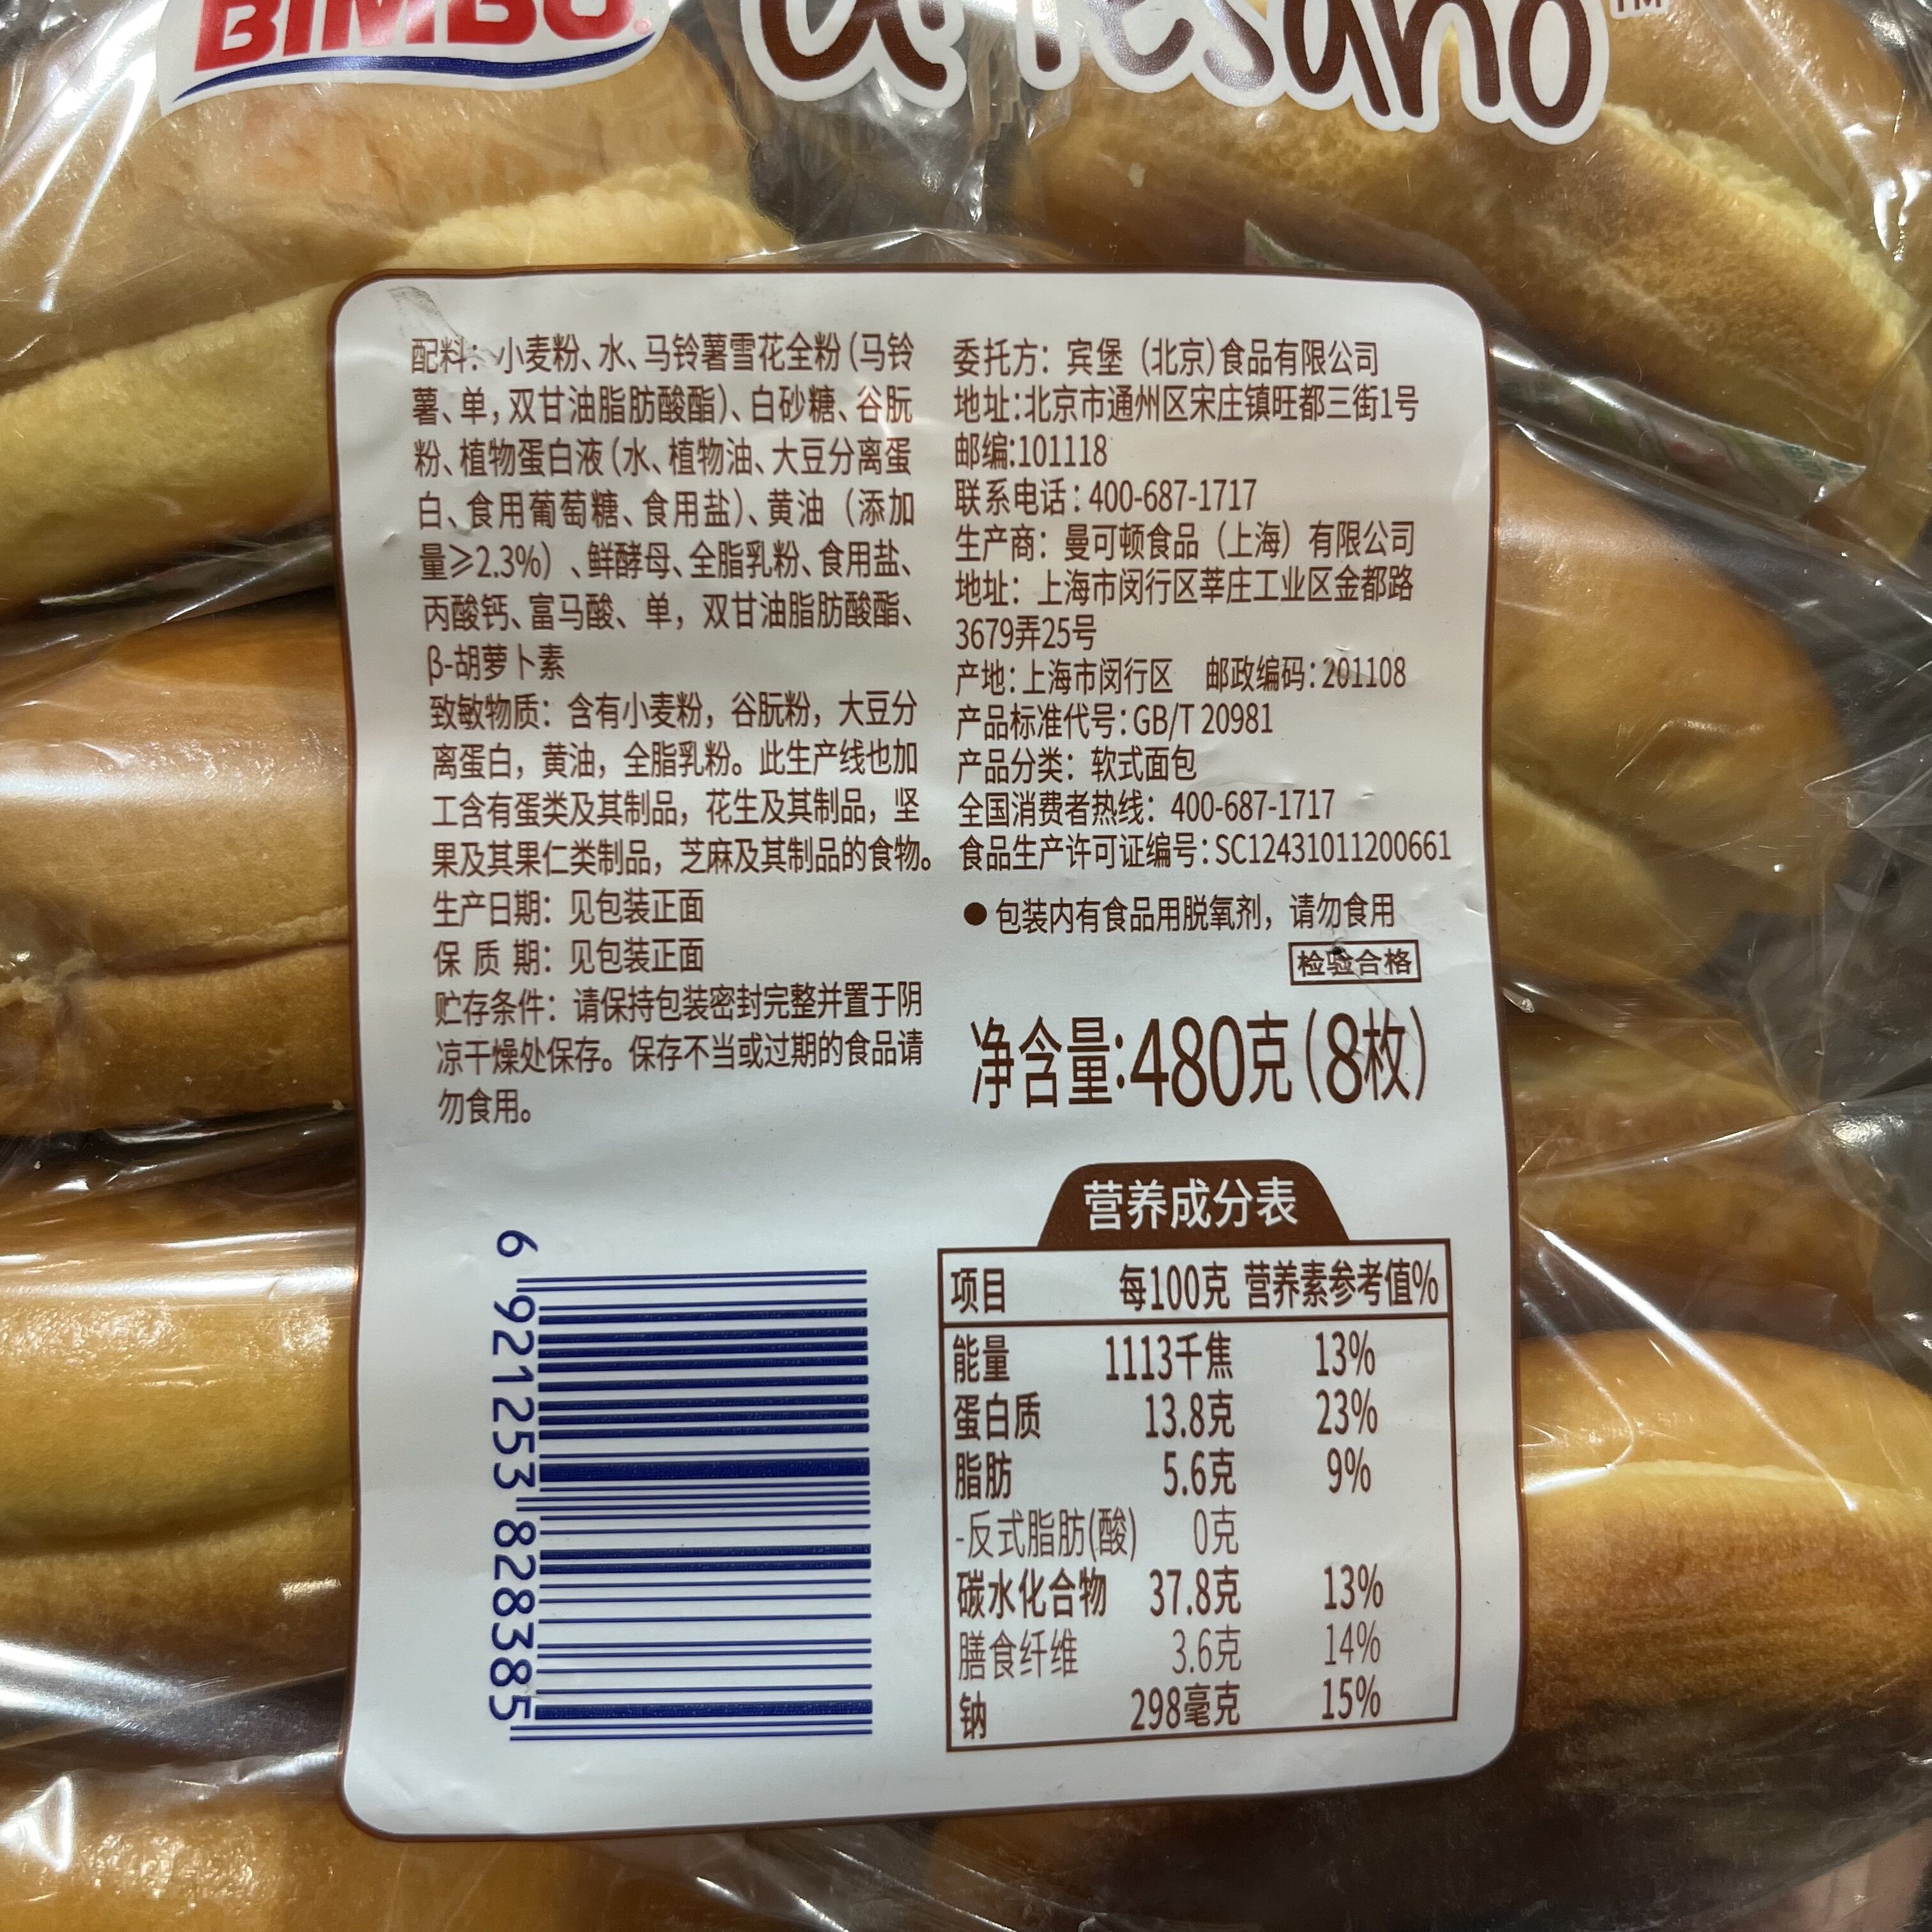 BIMBO
artesano™
配料：小麦粉、水、马铃薯雪花全粉（马铃
薯、单，双甘油脂肪酸酯）、白砂糖、谷朊
粉、植物蛋白液（水、植物油、大豆分离蛋
白、食用葡萄糖、食用盐）、黄油（添加
量≥2.3%）、鲜酵母、全脂乳粉、食用盐、
丙酸钙、富马酸、单，双甘油脂肪酸酯、
β-胡萝卜素
致敏物质：含有小麦粉，谷朊粉，大豆分
离蛋白，黄油，全脂乳粉。此生产线也加
工含有蛋类及其制品，花生及其制品，坚
果及其果仁类制品，芝麻及其制品的食物。
生产日期：见包装正面
保 质 期：见包装正面
贮存条件：请保持包装密封完整并置于阴
凉干燥处保存。保存不当或过期的食品请
勿食用。
6 921253 828385
委托方：宾堡（北京）食品有限公司
地址：北京市通州区宋庄镇旺都三街1号
邮编：101118
联系电话：400-687-1717
生产商：曼可顿食品（上海）有限公司
地址：上海市闵行区莘庄工业区金都路
3679弄25号
产地：上海市闵行区 邮政编码：201108
产品标准代号：GB/T 20981
产品分类：软式面包
全国消费者热线：400-687-1717
食品生产许可证编号：SC12431011200661
●包装内有食品用脱氧剂，请勿食用
检验合格
净含量：480克（8枚）
营养成分表
项目 每100克 营养素参考值%
能量 1113千焦 13%
蛋白质 13.8克 23%
脂肪 5.6克 9%
-反式脂肪(酸) 0克
碳水化合物 37.8克 13%
膳食纤维 3.6克 14%
钠 298毫克 15%